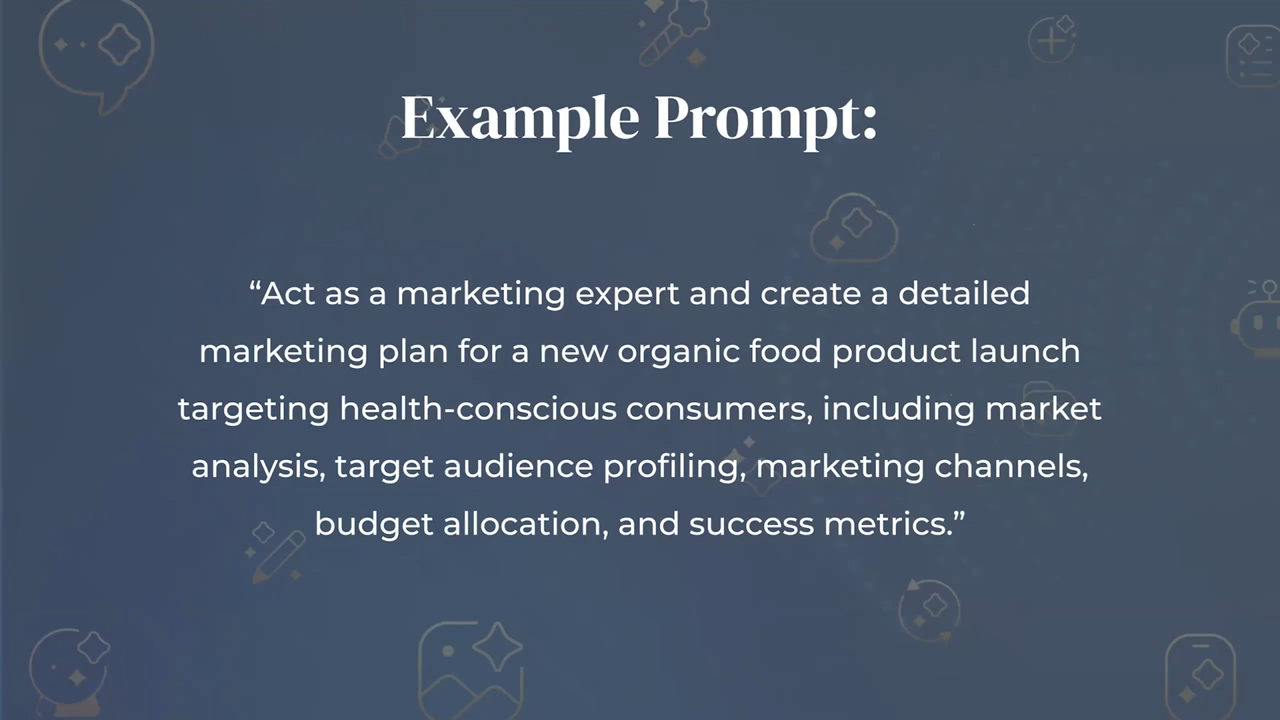 Example Prompt:
“Act as a marketing expert and create a detailed
marketing plan for a new organic food product launch
targeting health-conscious consumers, including market
analysis, target audience profiling, marketing channels,
budget allocation, and success metrics.”